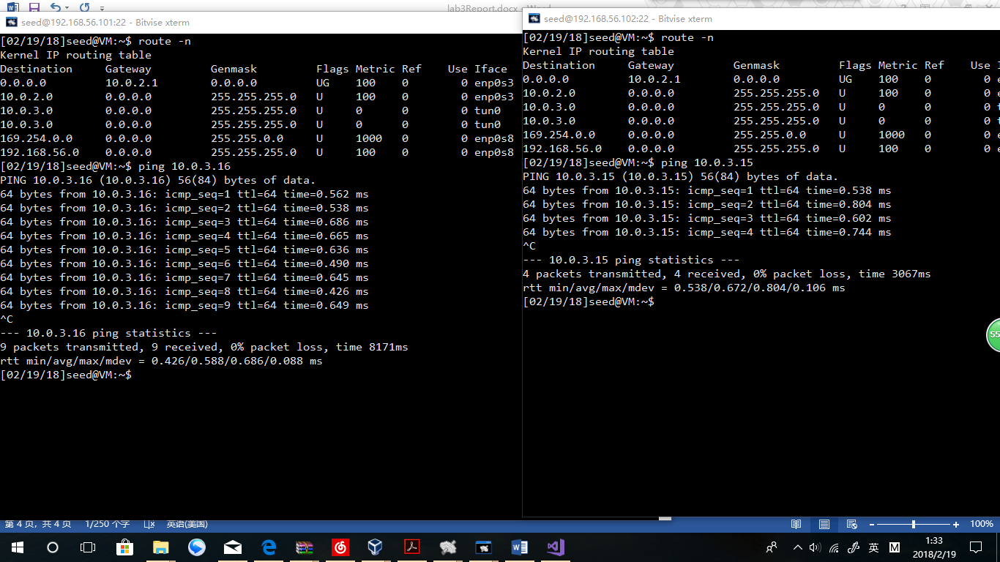 lab3Report.docx - Word
seed@192.168.56.101:22 - Bitvise xterm
[02/19/18]seed@VM:~$ route -n
Kernel IP routing table
Destination Gateway Genmask Flags Metric Ref Use Iface
0.0.0.0 10.0.2.1 0.0.0.0 UG 100 0 0 enp0s3
10.0.2.0 0.0.0.0 255.255.255.0 U 100 0 0 enp0s3
10.0.3.0 0.0.0.0 255.255.255.0 U 0 0 0 tun0
10.0.3.0 0.0.0.0 255.255.255.0 U 0 0 0 tun0
169.254.0.0 0.0.0.0 255.255.0.0 U 1000 0 0 enp0s8
192.168.56.0 0.0.0.0 255.255.255.0 U 100 0 0 enp0s8
[02/19/18]seed@VM:~$ ping 10.0.3.16
PING 10.0.3.16 (10.0.3.16) 56(84) bytes of data.
64 bytes from 10.0.3.16: icmp_seq=1 ttl=64 time=0.562 ms
64 bytes from 10.0.3.16: icmp_seq=2 ttl=64 time=0.538 ms
64 bytes from 10.0.3.16: icmp_seq=3 ttl=64 time=0.686 ms
64 bytes from 10.0.3.16: icmp_seq=4 ttl=64 time=0.665 ms
64 bytes from 10.0.3.16: icmp_seq=5 ttl=64 time=0.636 ms
64 bytes from 10.0.3.16: icmp_seq=6 ttl=64 time=0.490 ms
64 bytes from 10.0.3.16: icmp_seq=7 ttl=64 time=0.645 ms
64 bytes from 10.0.3.16: icmp_seq=8 ttl=64 time=0.426 ms
64 bytes from 10.0.3.16: icmp_seq=9 ttl=64 time=0.649 ms
^C
--- 10.0.3.16 ping statistics ---
9 packets transmitted, 9 received, 0% packet loss, time 8171ms
rtt min/avg/max/mdev = 0.426/0.588/0.686/0.088 ms
[02/19/18]seed@VM:~$
seed@192.168.56.102:22 - Bitvise xterm
[02/19/18]seed@VM:~$ route -n
Kernel IP routing table
Destination Gateway Genmask Flags Metric Ref Use
0.0.0.0 10.0.2.1 0.0.0.0 UG 100 0 0
10.0.2.0 0.0.0.0 255.255.255.0 U 100 0 0
10.0.3.0 0.0.0.0 255.255.255.0 U 0 0 0
10.0.3.0 0.0.0.0 255.255.255.0 U 0 0 0
169.254.0.0 0.0.0.0 255.255.0.0 U 1000 0 0
192.168.56.0 0.0.0.0 255.255.255.0 U 100 0 0
[02/19/18]seed@VM:~$ ping 10.0.3.15
PING 10.0.3.15 (10.0.3.15) 56(84) bytes of data.
64 bytes from 10.0.3.15: icmp_seq=1 ttl=64 time=0.538 ms
64 bytes from 10.0.3.15: icmp_seq=2 ttl=64 time=0.804 ms
64 bytes from 10.0.3.15: icmp_seq=3 ttl=64 time=0.602 ms
64 bytes from 10.0.3.15: icmp_seq=4 ttl=64 time=0.744 ms
^C
--- 10.0.3.15 ping statistics ---
4 packets transmitted, 4 received, 0% packet loss, time 3067ms
rtt min/avg/max/mdev = 0.538/0.672/0.804/0.106 ms
[02/19/18]seed@VM:~$
55
第 4 页，共 4 页 1/250 个字 英语(美国) 100%
英 M 1:33
2018/2/19